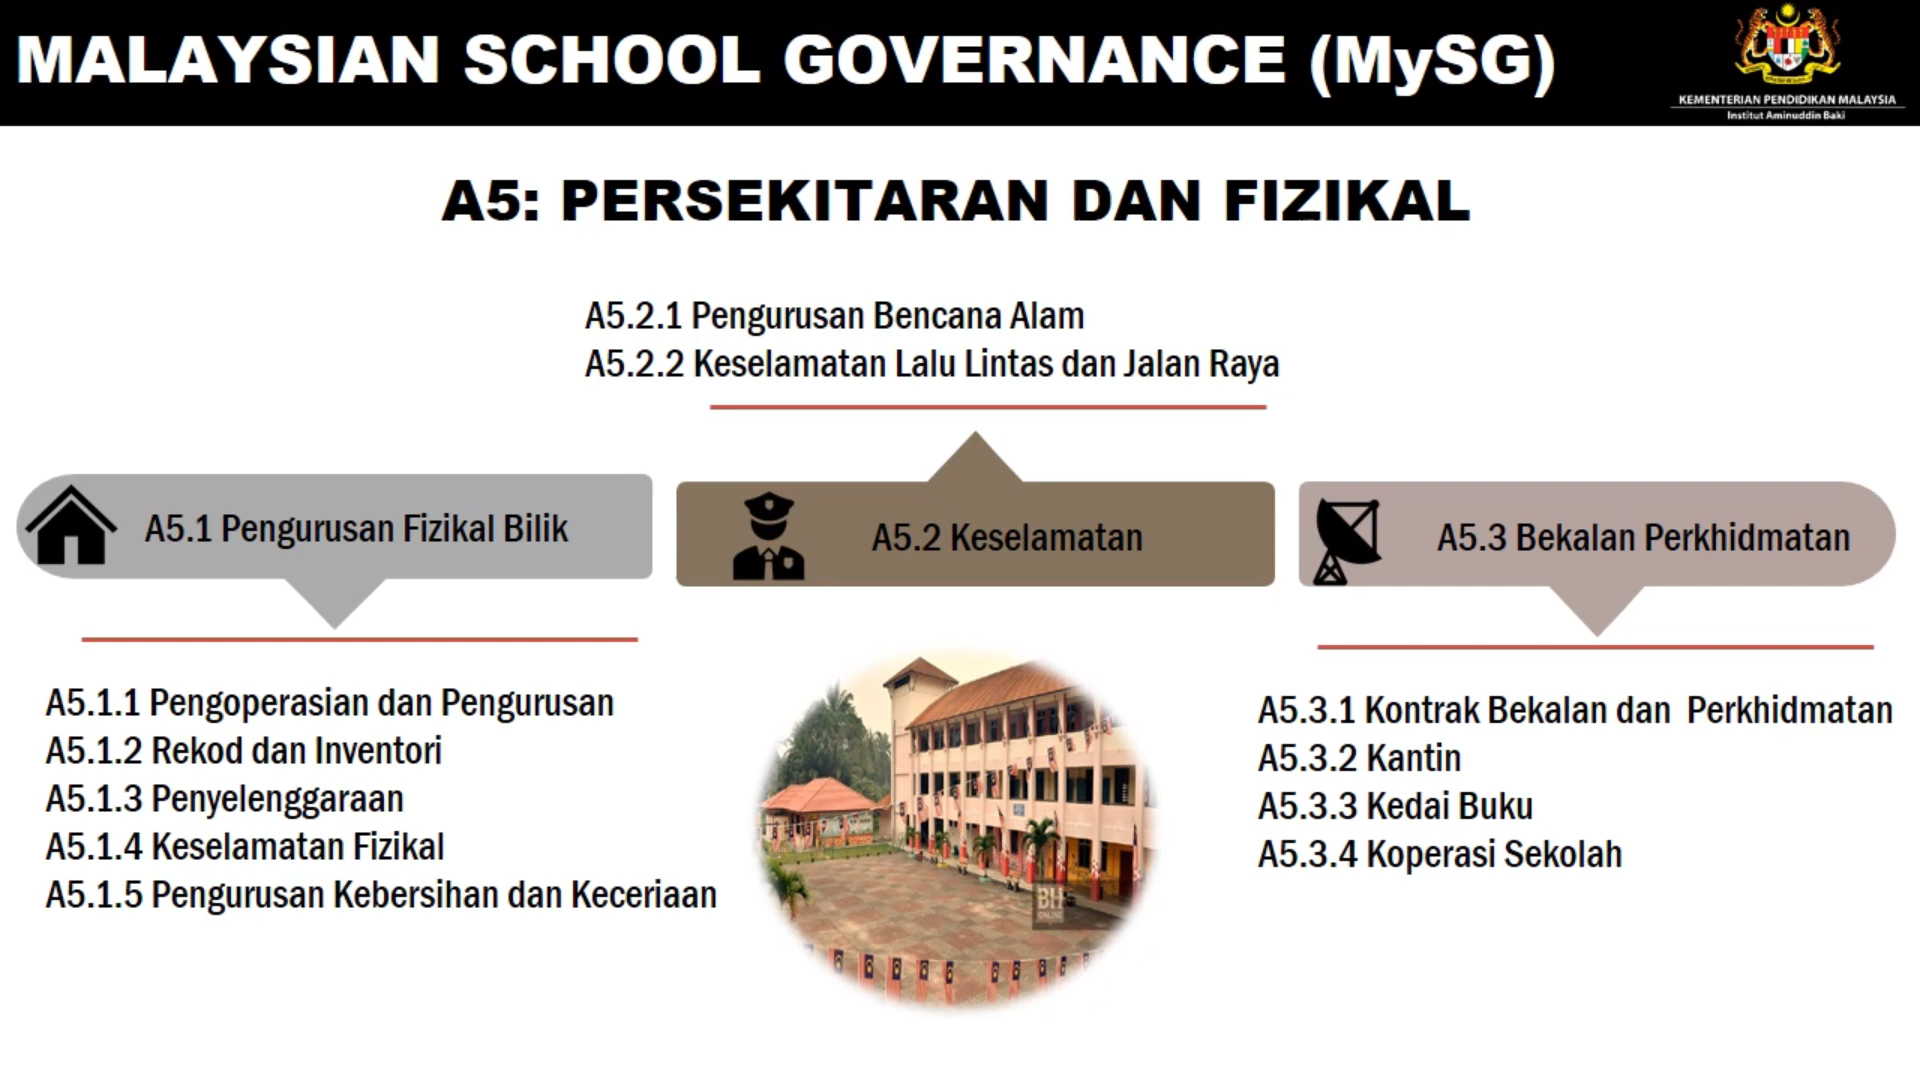 MALAYSIAN SCHOOL GOVERNANCE (MySG)
KEMENTERIAN PENDIDIKAN MALAYSIA
Institut Aminuddin Baki
A5: PERSEKITARAN DAN FIZIKAL
A5.2.1 Pengurusan Bencana Alam
A5.2.2 Keselamatan Lalu Lintas dan Jalan Raya
A5.1 Pengurusan Fizikal Bilik
A5.2 Keselamatan
A5.3 Bekalan Perkhidmatan
A5.1.1 Pengoperasian dan Pengurusan
A5.1.2 Rekod dan Inventori
A5.1.3 Penyelenggaraan
A5.1.4 Keselamatan Fizikal
A5.1.5 Pengurusan Kebersihan dan Keceriaan
BH
ONLINE
A5.3.1 Kontrak Bekalan dan  Perkhidmatan
A5.3.2 Kantin
A5.3.3 Kedai Buku
A5.3.4 Koperasi Sekolah